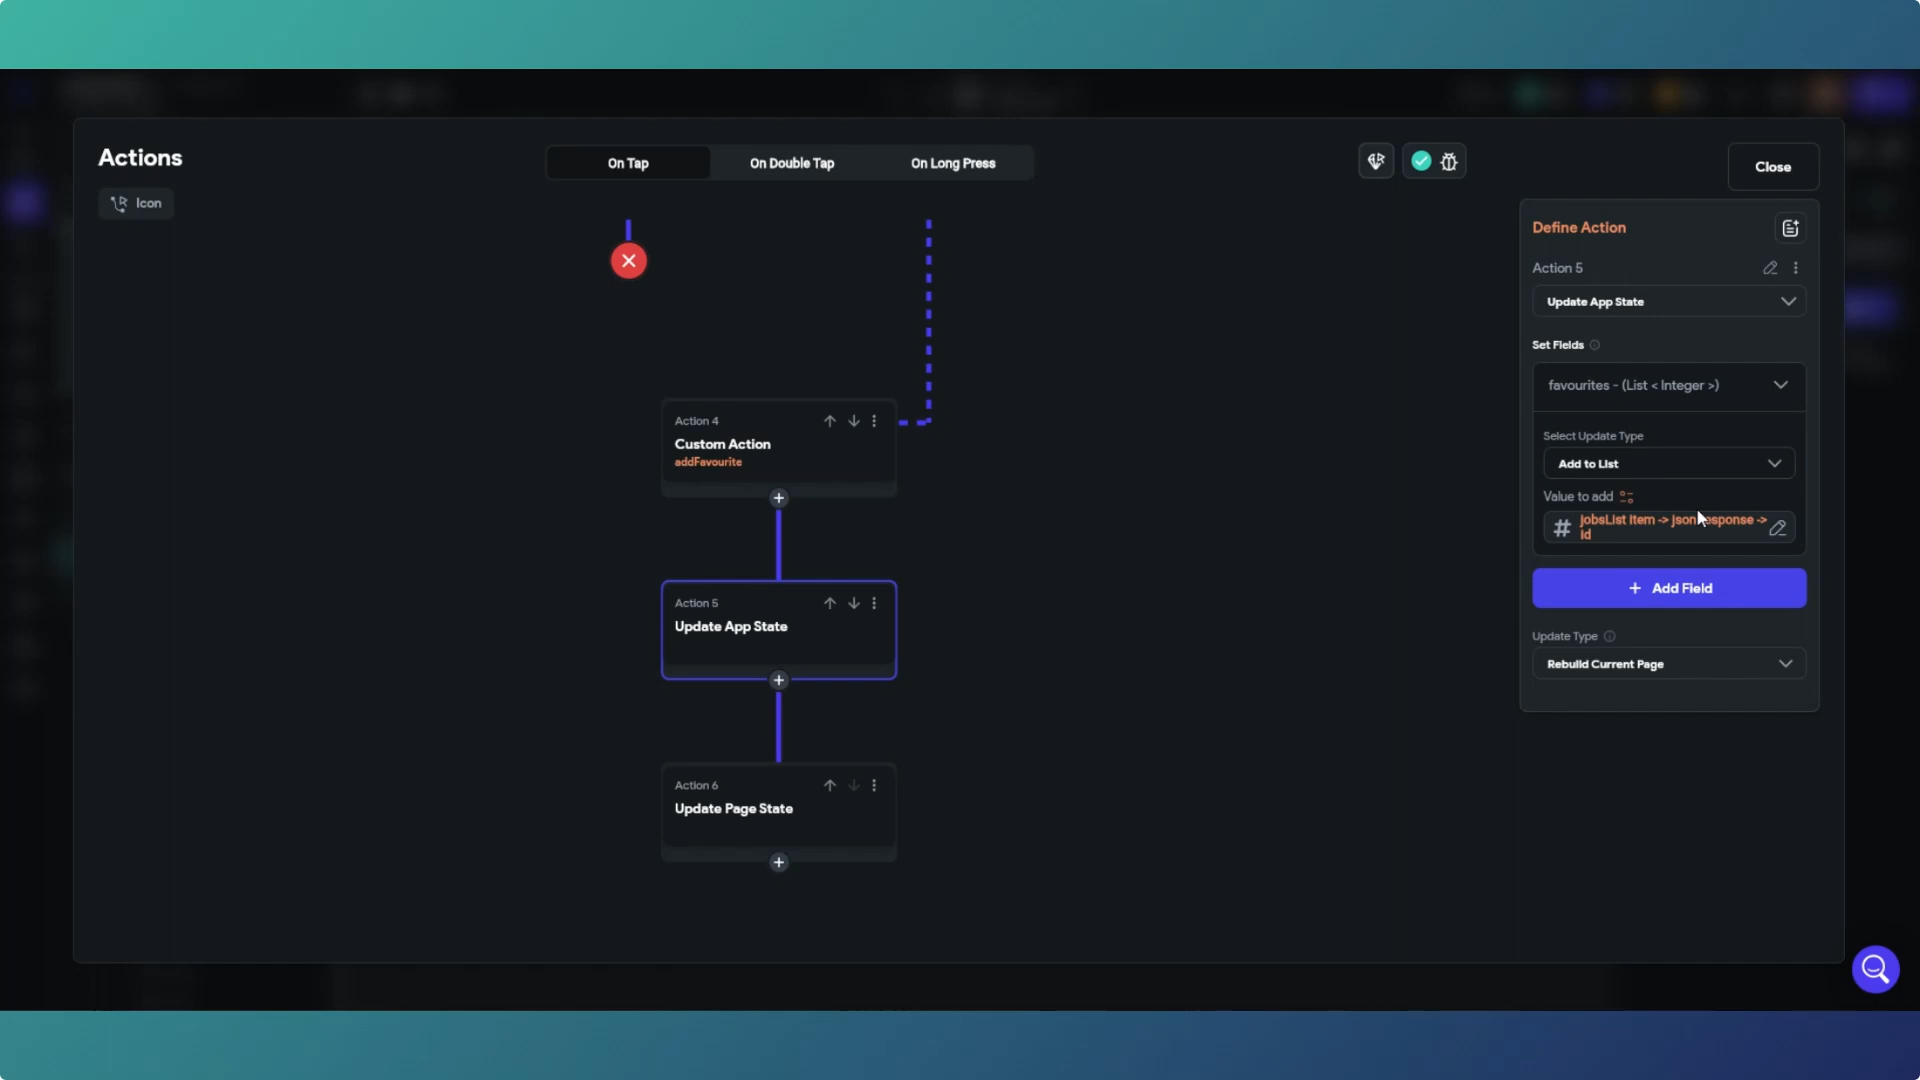 Actions
On Tap
On Double Tap
On Long Press
Close
Icon
Define Action
Action 5
Update App State
Set Fields
favourites - (List < Integer >)
Select Update Type
Add to List
Value to add
jobsList Item -> jsonResponse ->
id
+ Add Field
Update Type
Rebuild Current Page
Action 4
Custom Action
addFavourite
Action 5
Update App State
Action 6
Update Page State